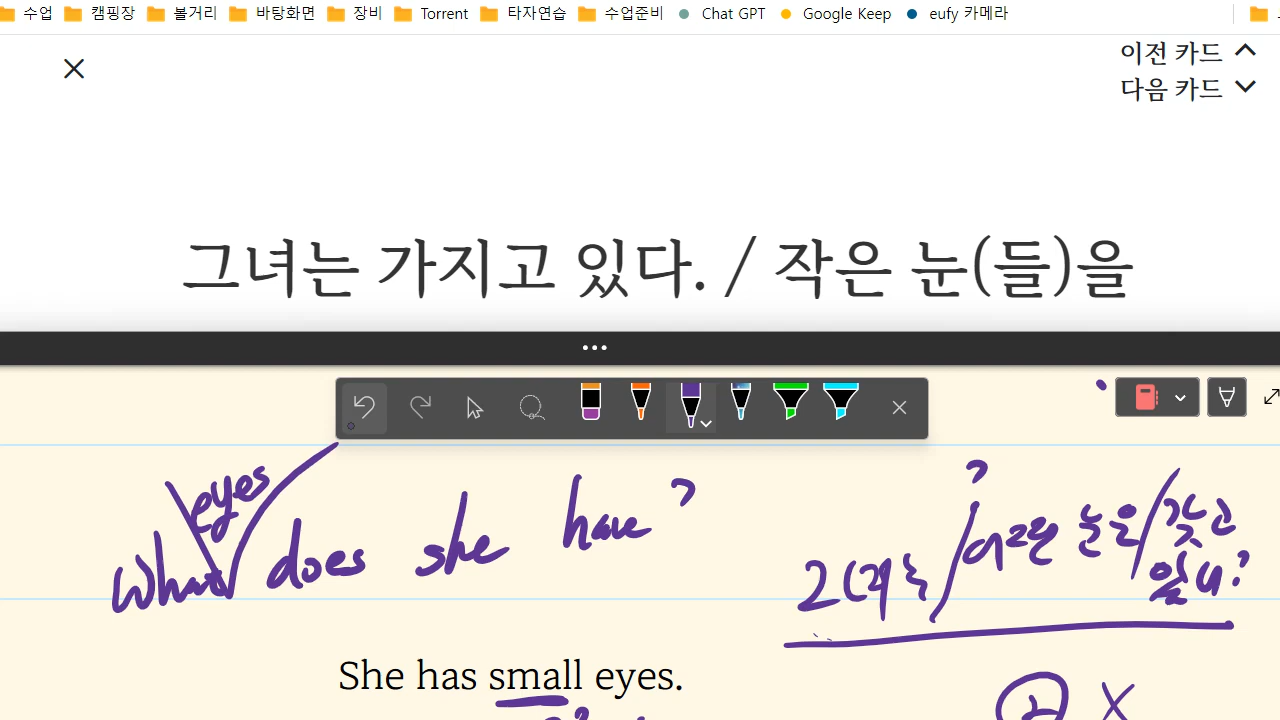 수업 캠핑장 볼거리 바탕화면 장비 Torrent 타자연습 수업준비 Chat GPT Google Keep eufy 카메라
이전 카드
다음 카드
그녀는 가지고 있다. / 작은 눈(들)을
eyes
What does she have?
그녀는 / 어떠한 눈을 / 갖고
있니?
She has small eyes.